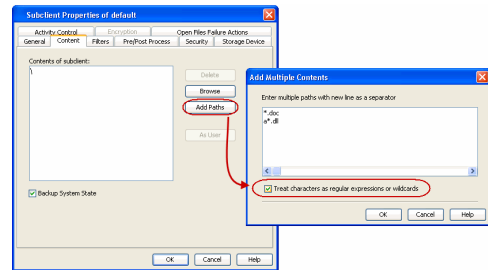 Subclient Properties of default
Activity Control Encryption Open Files Failure Actions
General Content Filters Pre/Post Process Security Storage Device
Contents of subclient:
\
Delete
Browse
Add Paths
As User
Backup System State
OK Cancel Help
Add Multiple Contents
Enter multiple paths with new line as a separator
*.doc
a*.dll
Treat characters as regular expressions or wildcards
OK Cancel Help